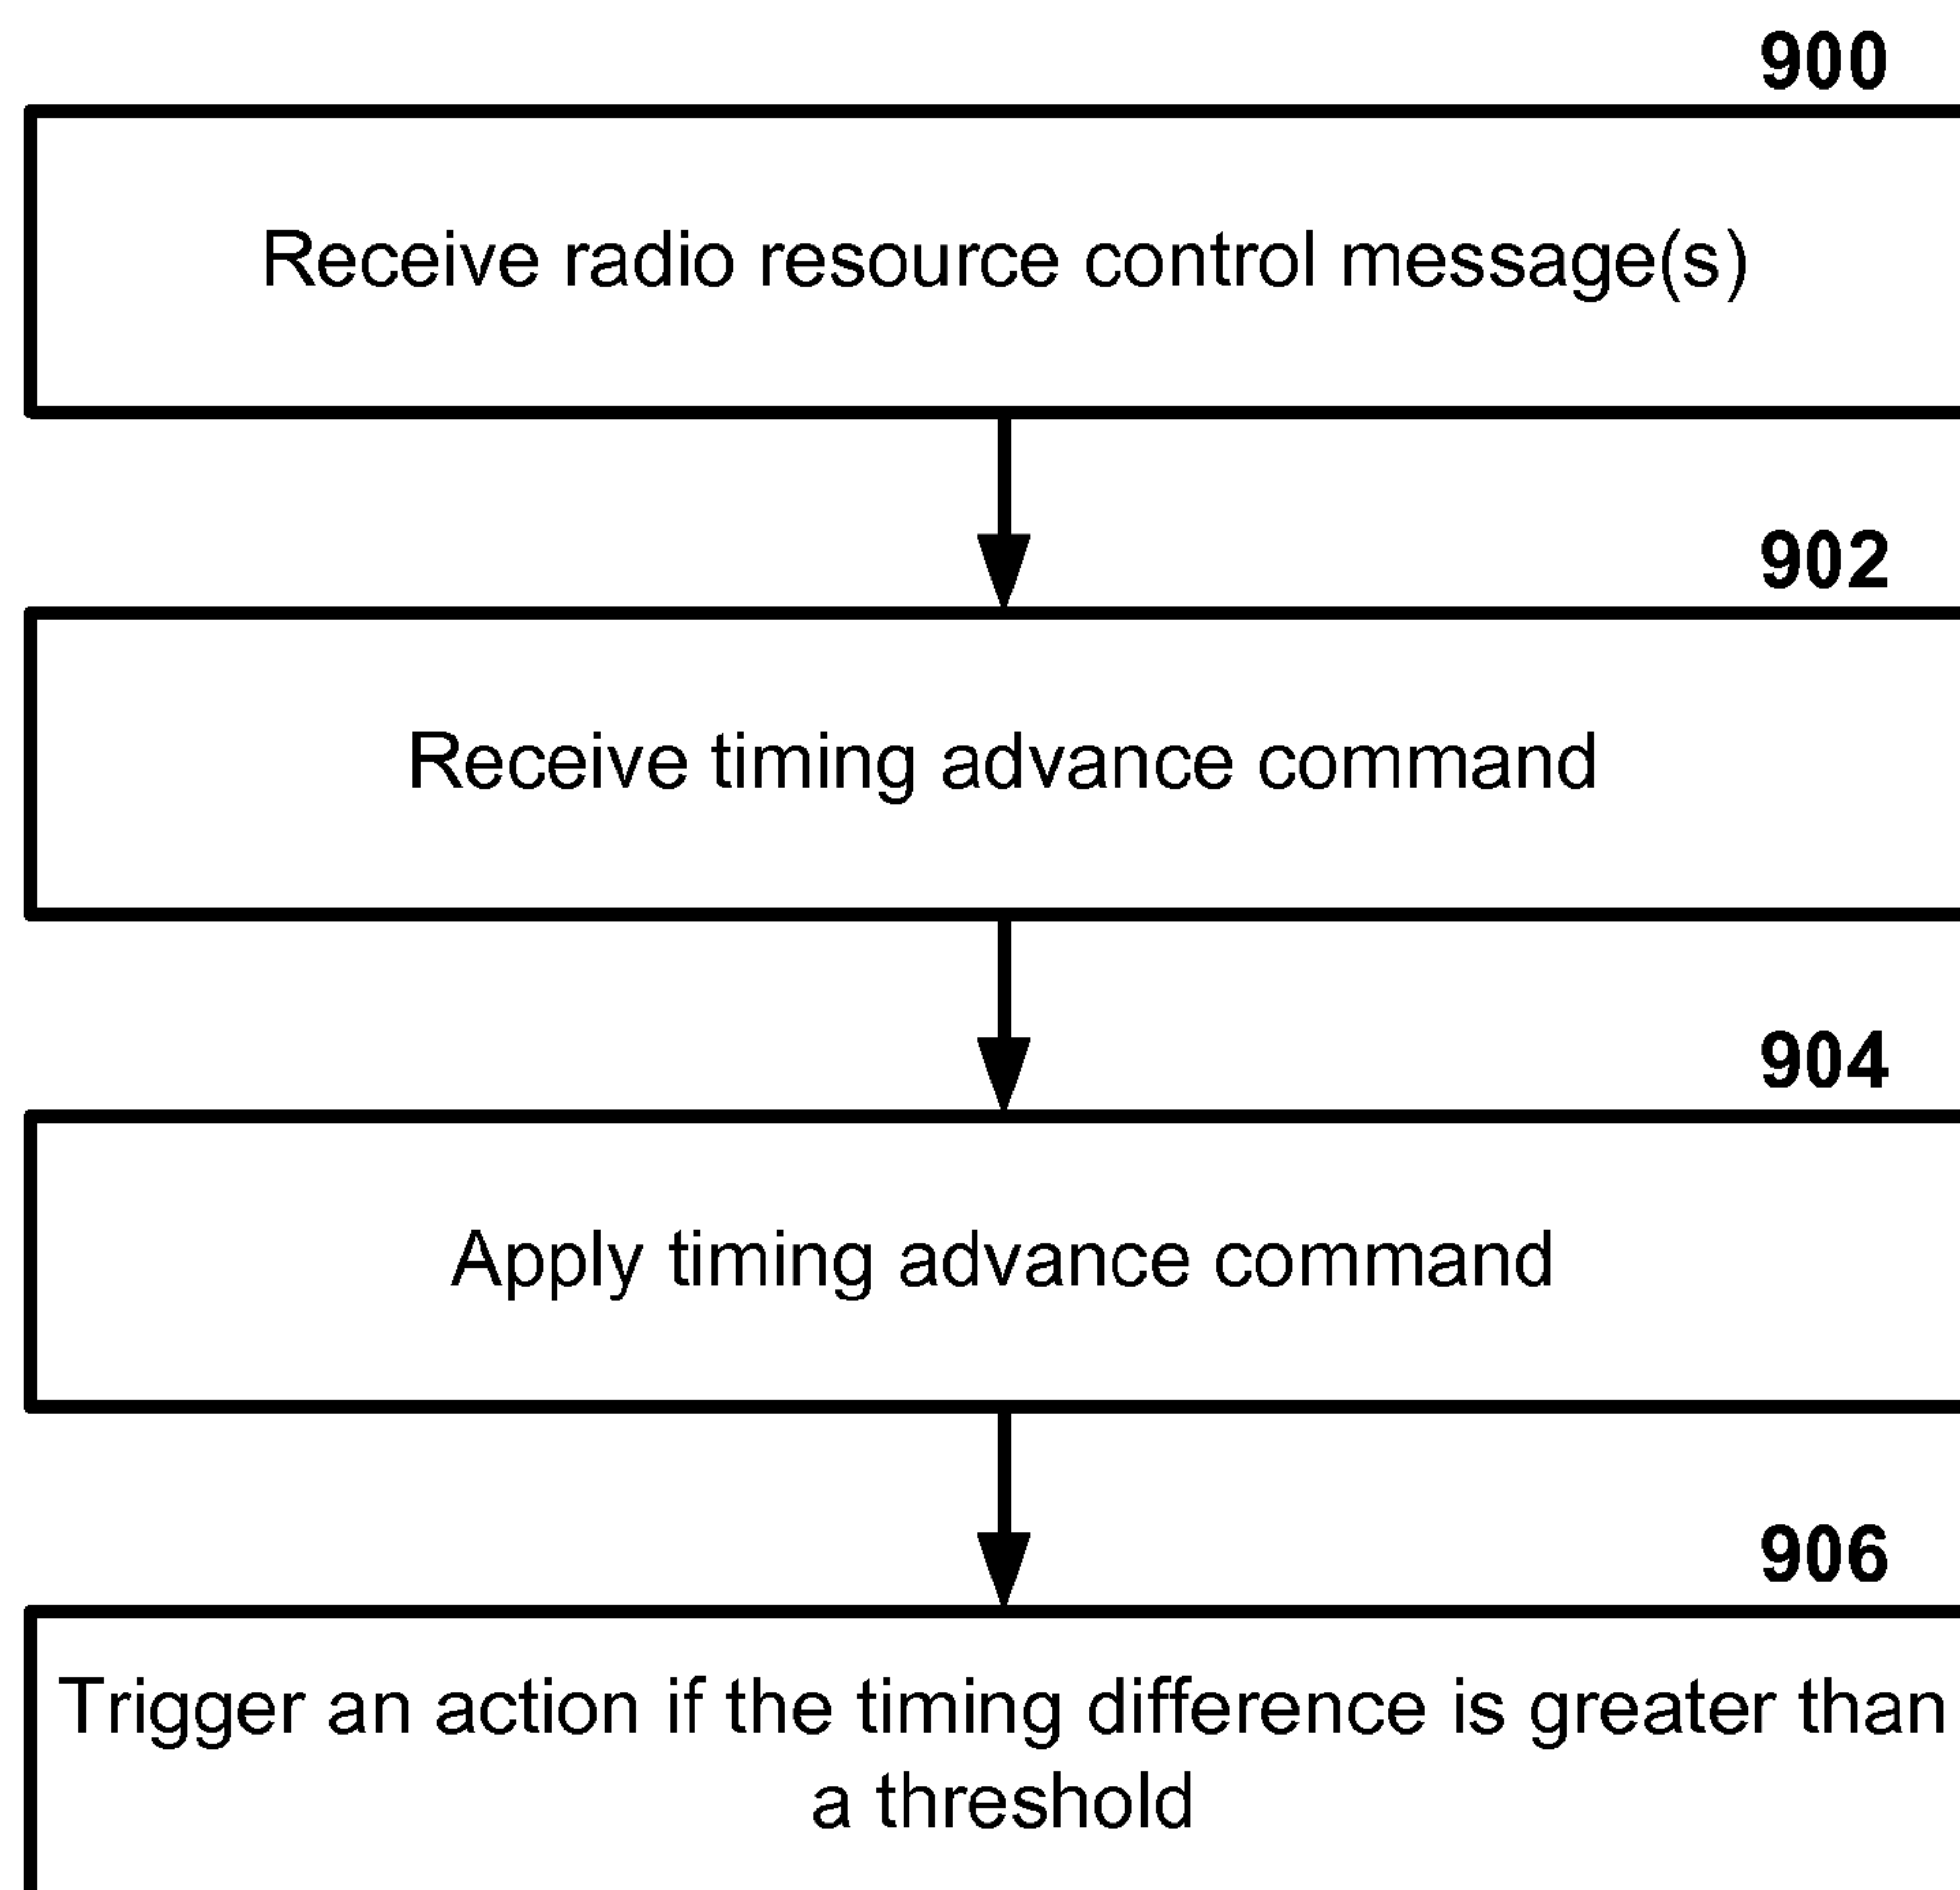 900
Receive radio resource control message(s)
902
Receive timing advance command
904
Apply timing advance command
906
Trigger an action if the timing difference is greater than
a threshold